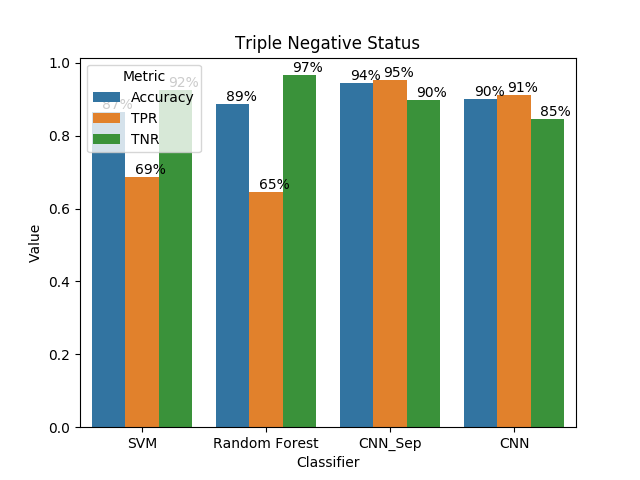 Triple Negative Status
Metric
Accuracy
TPR
TNR
87%
69%
92%
89%
65%
97%
94%
95%
90%
90%
91%
85%
1.0
0.8
0.6
0.4
0.2
0.0
Value
SVM
Random Forest
CNN_Sep
CNN
Classifier